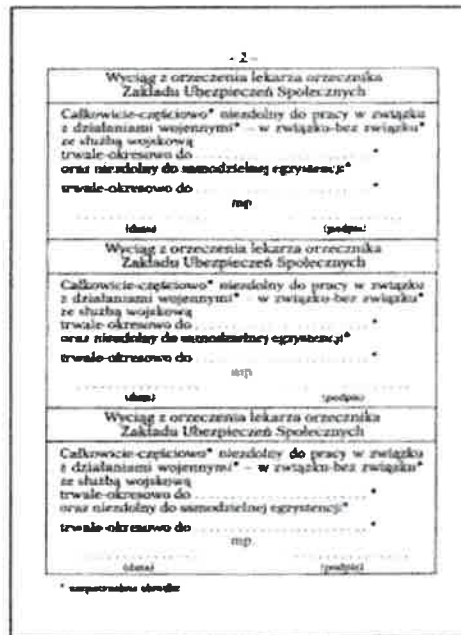 - 2 -
Wyciąg z orzeczenia lekarza orzecznika
Zakładu Ubezpieczeń Społecznych
Całkowicie-częściowo* niezdolny do pracy w związku
z działaniami wojennymi* – w związku-bez związku*
ze służbą wojskową
trwale-okresowo do .................... *
oraz niezdolny do samodzielnej egzystencji*
trwale-okresowo do .................... *
mp.
(data) (podpis)
Wyciąg z orzeczenia lekarza orzecznika
Zakładu Ubezpieczeń Społecznych
Całkowicie-częściowo* niezdolny do pracy w związku
z działaniami wojennymi* – w związku-bez związku*
ze służbą wojskową
trwale-okresowo do .................... *
oraz niezdolny do samodzielnej egzystencji*
trwale-okresowo do .................... *
mp.
(data) (podpis)
Wyciąg z orzeczenia lekarza orzecznika
Zakładu Ubezpieczeń Społecznych
Całkowicie-częściowo* niezdolny do pracy w związku
z działaniami wojennymi* – w związku-bez związku*
ze służbą wojskową
trwale-okresowo do .................... *
oraz niezdolny do samodzielnej egzystencji*
trwale-okresowo do .................... *
mp.
(data) (podpis)
* niepotrzebne skreślić